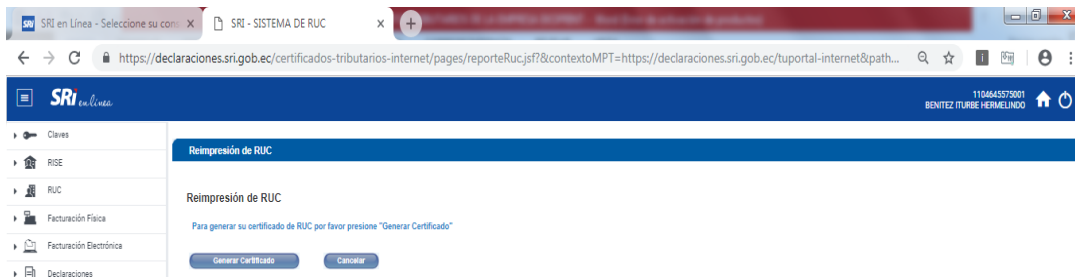 SRI en Línea - Seleccione su con
SRI - SISTEMA DE RUC
https://declaraciones.sri.gob.ec/certificados-tributarios-internet/pages/reporteRuc.jsf?&contextoMPT=https://declaraciones.sri.gob.ec/tuportal-internet&path...
SRi en línea
1104645575001
BENITEZ ITURBE HERMELINDO
Claves
Reimpresión de RUC
RISE
RUC
Reimpresión de RUC
Facturación Física
Para generar su certificado de RUC por favor presione "Generar Certificado"
Facturación Electrónica
Generar Certificado
Cancelar
Declaraciones